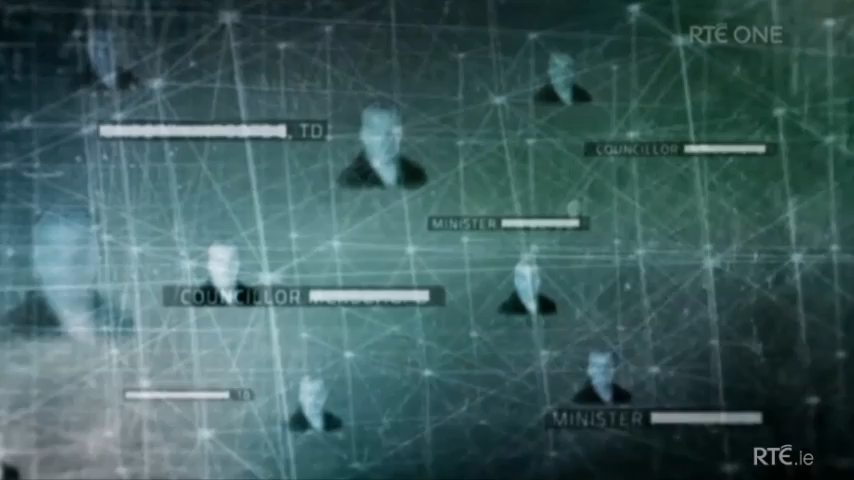 RTÉ ONE
, TD
COUNCILLOR
MINISTER
COUNCILLOR
TD
MINISTER
RTÉ.ie